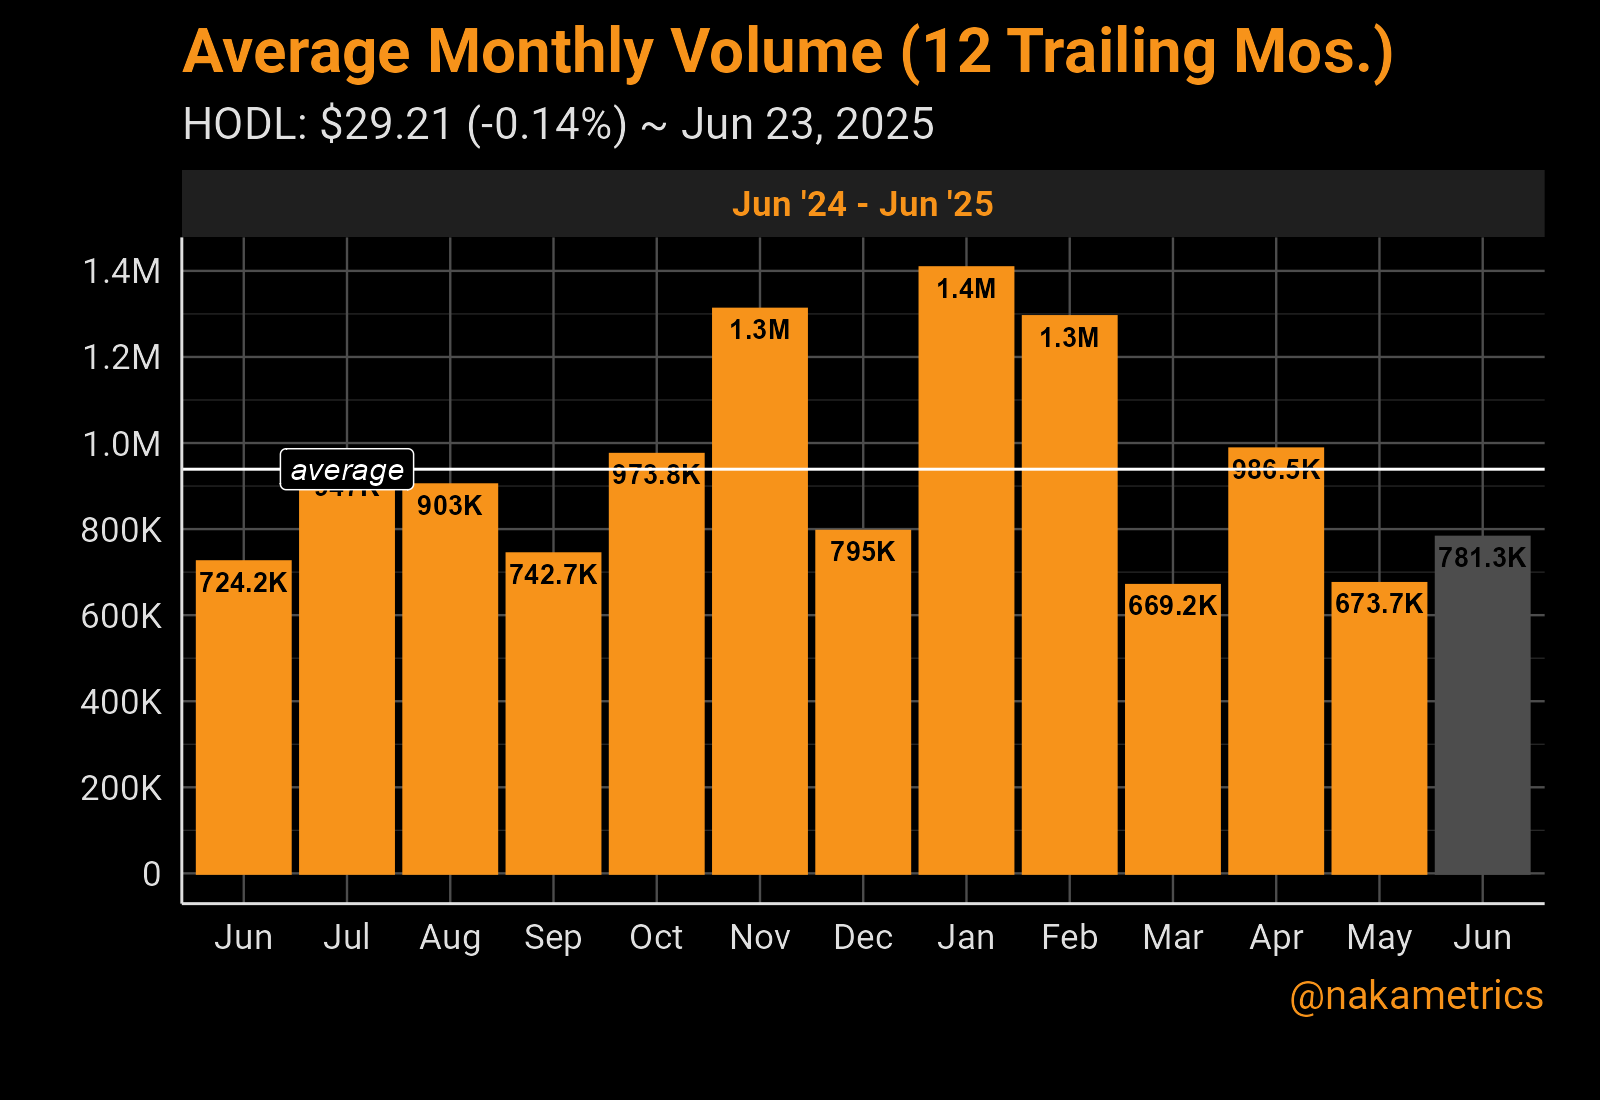 Average Monthly Volume (12 Trailing Mos.)
HODL: $29.21 (-0.14%) ~ Jun 23, 2025
Jun '24 - Jun '25
1.4M
1.2M
1.0M
800K
600K
400K
200K
0
average
724.2K
903K
742.7K
973.8K
1.3M
795K
1.4M
1.3M
669.2K
986.5K
673.7K
781.3K
Jun Jul Aug Sep Oct Nov Dec Jan Feb Mar Apr May Jun
@nakametrics